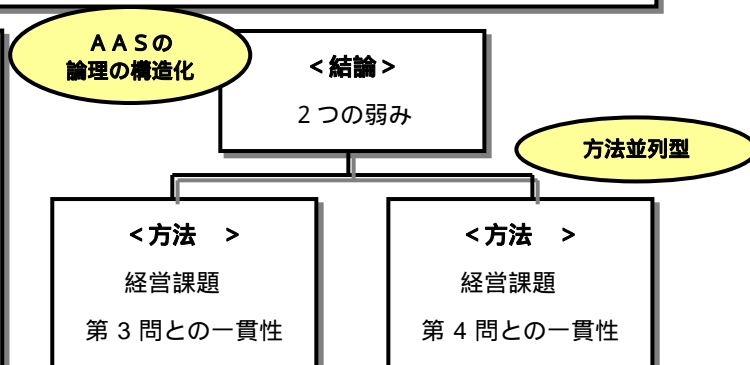 ＡＡＳの
論理の構造化
＜結論＞
２つの弱み
方法並列型
＜方法　＞
経営課題
第３問との一貫性
＜方法　＞
経営課題
第４問との一貫性